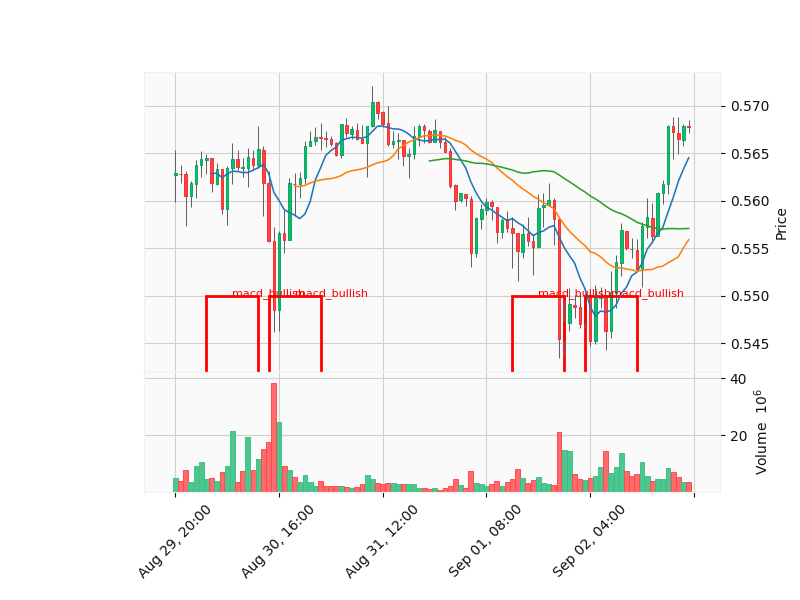 0.570
0.565
0.560
0.555
0.550
0.545
Price
macd_bullish
macd_bullish
macd_bullish
macd_bullish
40
20
Volume 10^6
Aug 29, 20:00
Aug 30, 16:00
Aug 31, 12:00
Sep 01, 08:00
Sep 02, 04:00